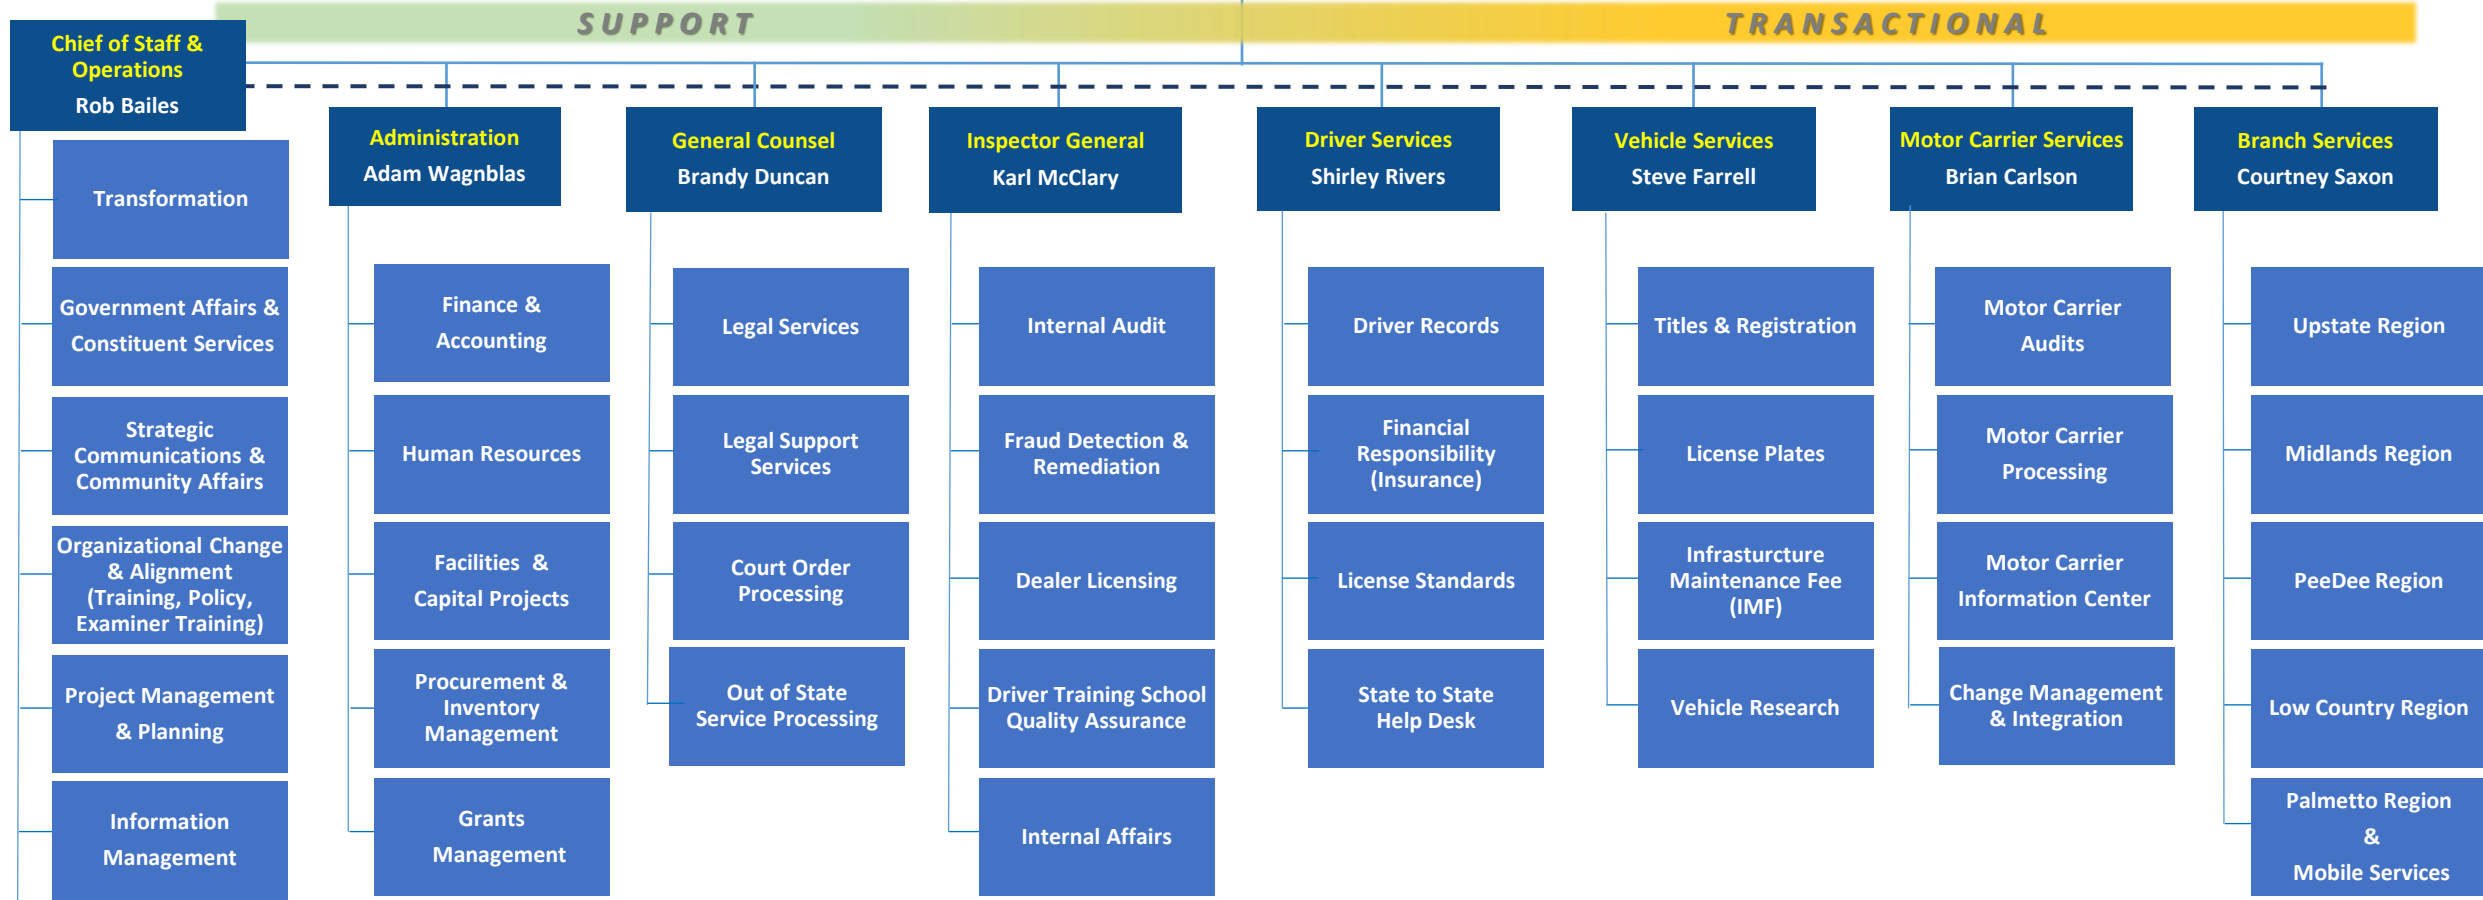 SUPPORT
TRANSACTIONAL
Chief of Staff &
Operations
Rob Bailes
Transformation
Government Affairs &
Constituent Services
Strategic
Communications &
Community Affairs
Organizational Change
& Alignment
(Training, Policy,
Examiner Training)
Project Management
& Planning
Information
Management
Administration
Adam Wagnblas
Finance &
Accounting
Human Resources
Facilities &
Capital Projects
Procurement &
Inventory
Management
Grants
Management
General Counsel
Brandy Duncan
Legal Services
Legal Support
Services
Court Order
Processing
Out of State
Service Processing
Inspector General
Karl McClary
Internal Audit
Fraud Detection &
Remediation
Dealer Licensing
Driver Training School
Quality Assurance
Internal Affairs
Driver Services
Shirley Rivers
Driver Records
Financial
Responsibility
(Insurance)
License Standards
State to State
Help Desk
Vehicle Services
Steve Farrell
Titles & Registration
License Plates
Infrasturcture
Maintenance Fee
(IMF)
Vehicle Research
Motor Carrier Services
Brian Carlson
Motor Carrier
Audits
Motor Carrier
Processing
Motor Carrier
Information Center
Change Management
& Integration
Branch Services
Courtney Saxon
Upstate Region
Midlands Region
PeeDee Region
Low Country Region
Palmetto Region
&
Mobile Services